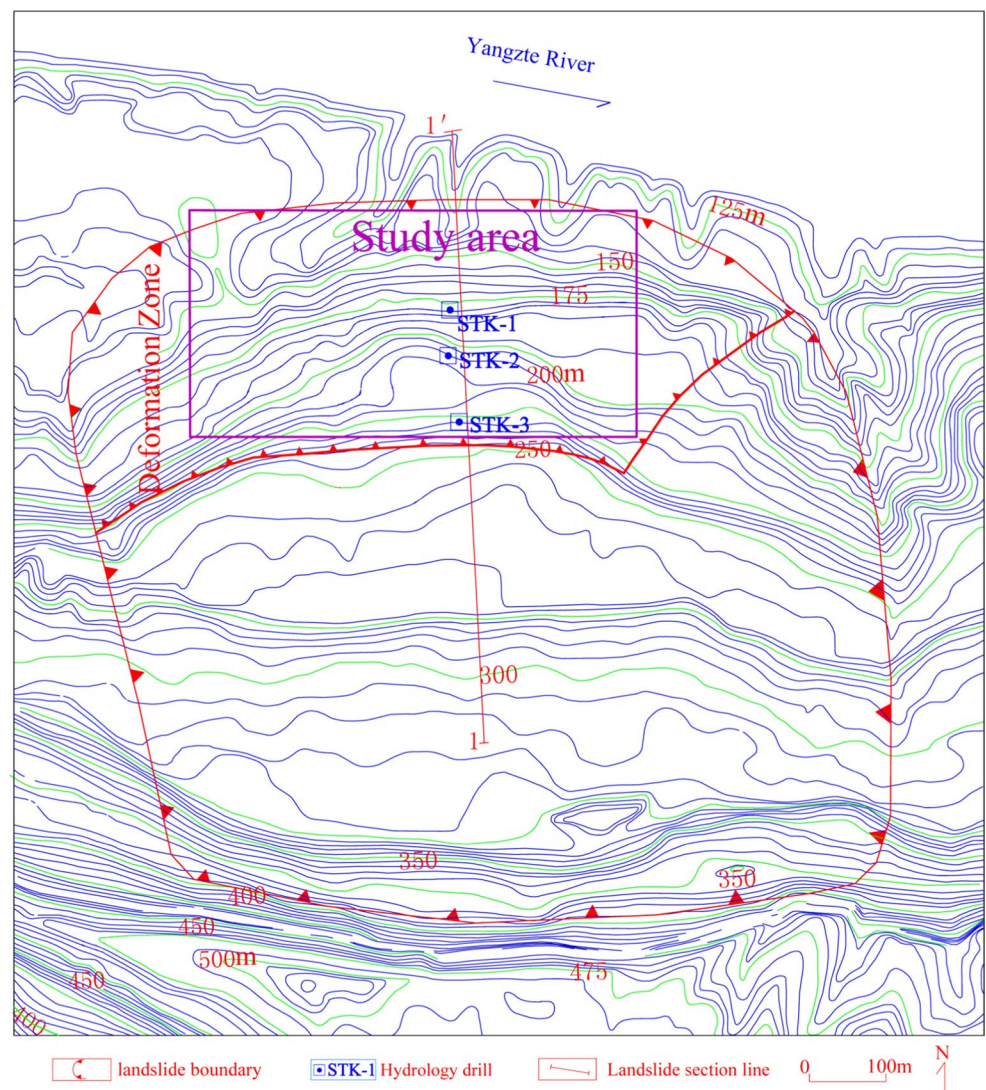 Yangzte River
1′
125m
Study area
150
Deformation Zone
175
STK-1
STK-2
200m
STK-3
250
300
1
350
350
400
450
500m
475
450
400
landslide boundary
STK-1 Hydrology drill
Landslide section line
0 100m
N